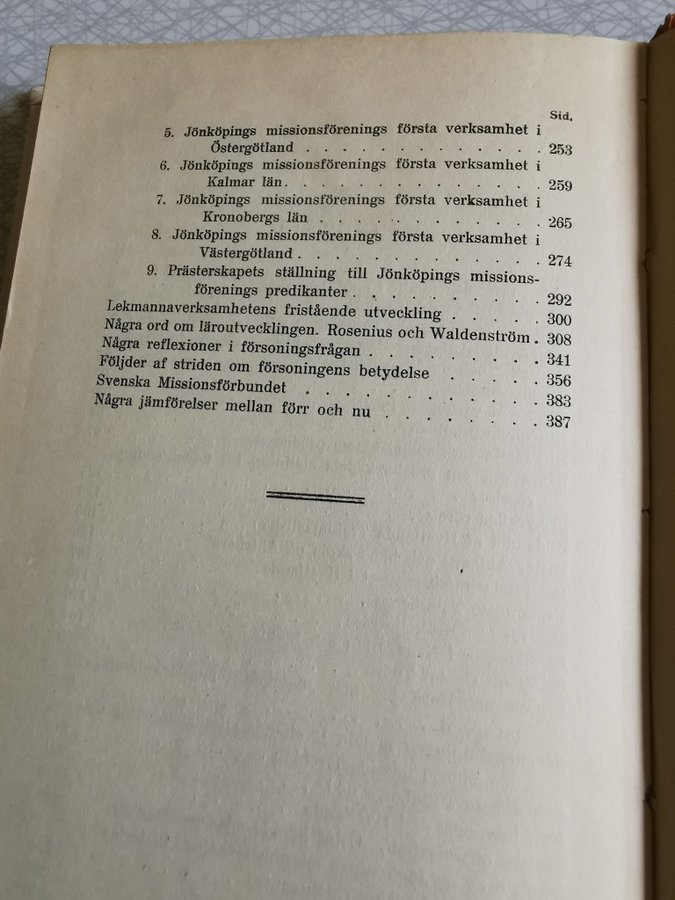 Sid.
5. Jönköpings missionsförenings första verksamhet i
Östergötland . . . . . . . . . . . . 253
6. Jönköpings missionsförenings första verksamhet i
Kalmar län. . . . . . . . . . . . . 259
7. Jönköpings missionsförenings första verksamhet i
Kronobergs län . . . . . . . . . . . 265
8. Jönköpings missionsförenings första verksamhet i
Västergötland . . . . . . . . . . . . 274
9. Prästerskapets ställning till Jönköpings missions-
förenings predikanter . . . . . . . . . 292
Lekmannaverksamhetens fristående utveckling . . . . . 300
Några ord om läroutvecklingen. Rosenius och Waldenström . 308
Några reflexioner i försoningsfrågan . . . . . . . . 341
Följder af striden om försoningens betydelse . . . . . 356
Svenska Missionsförbundet . . . . . . . . . . . 383
Några jämförelser mellan förr och nu . . . . . . . . 387